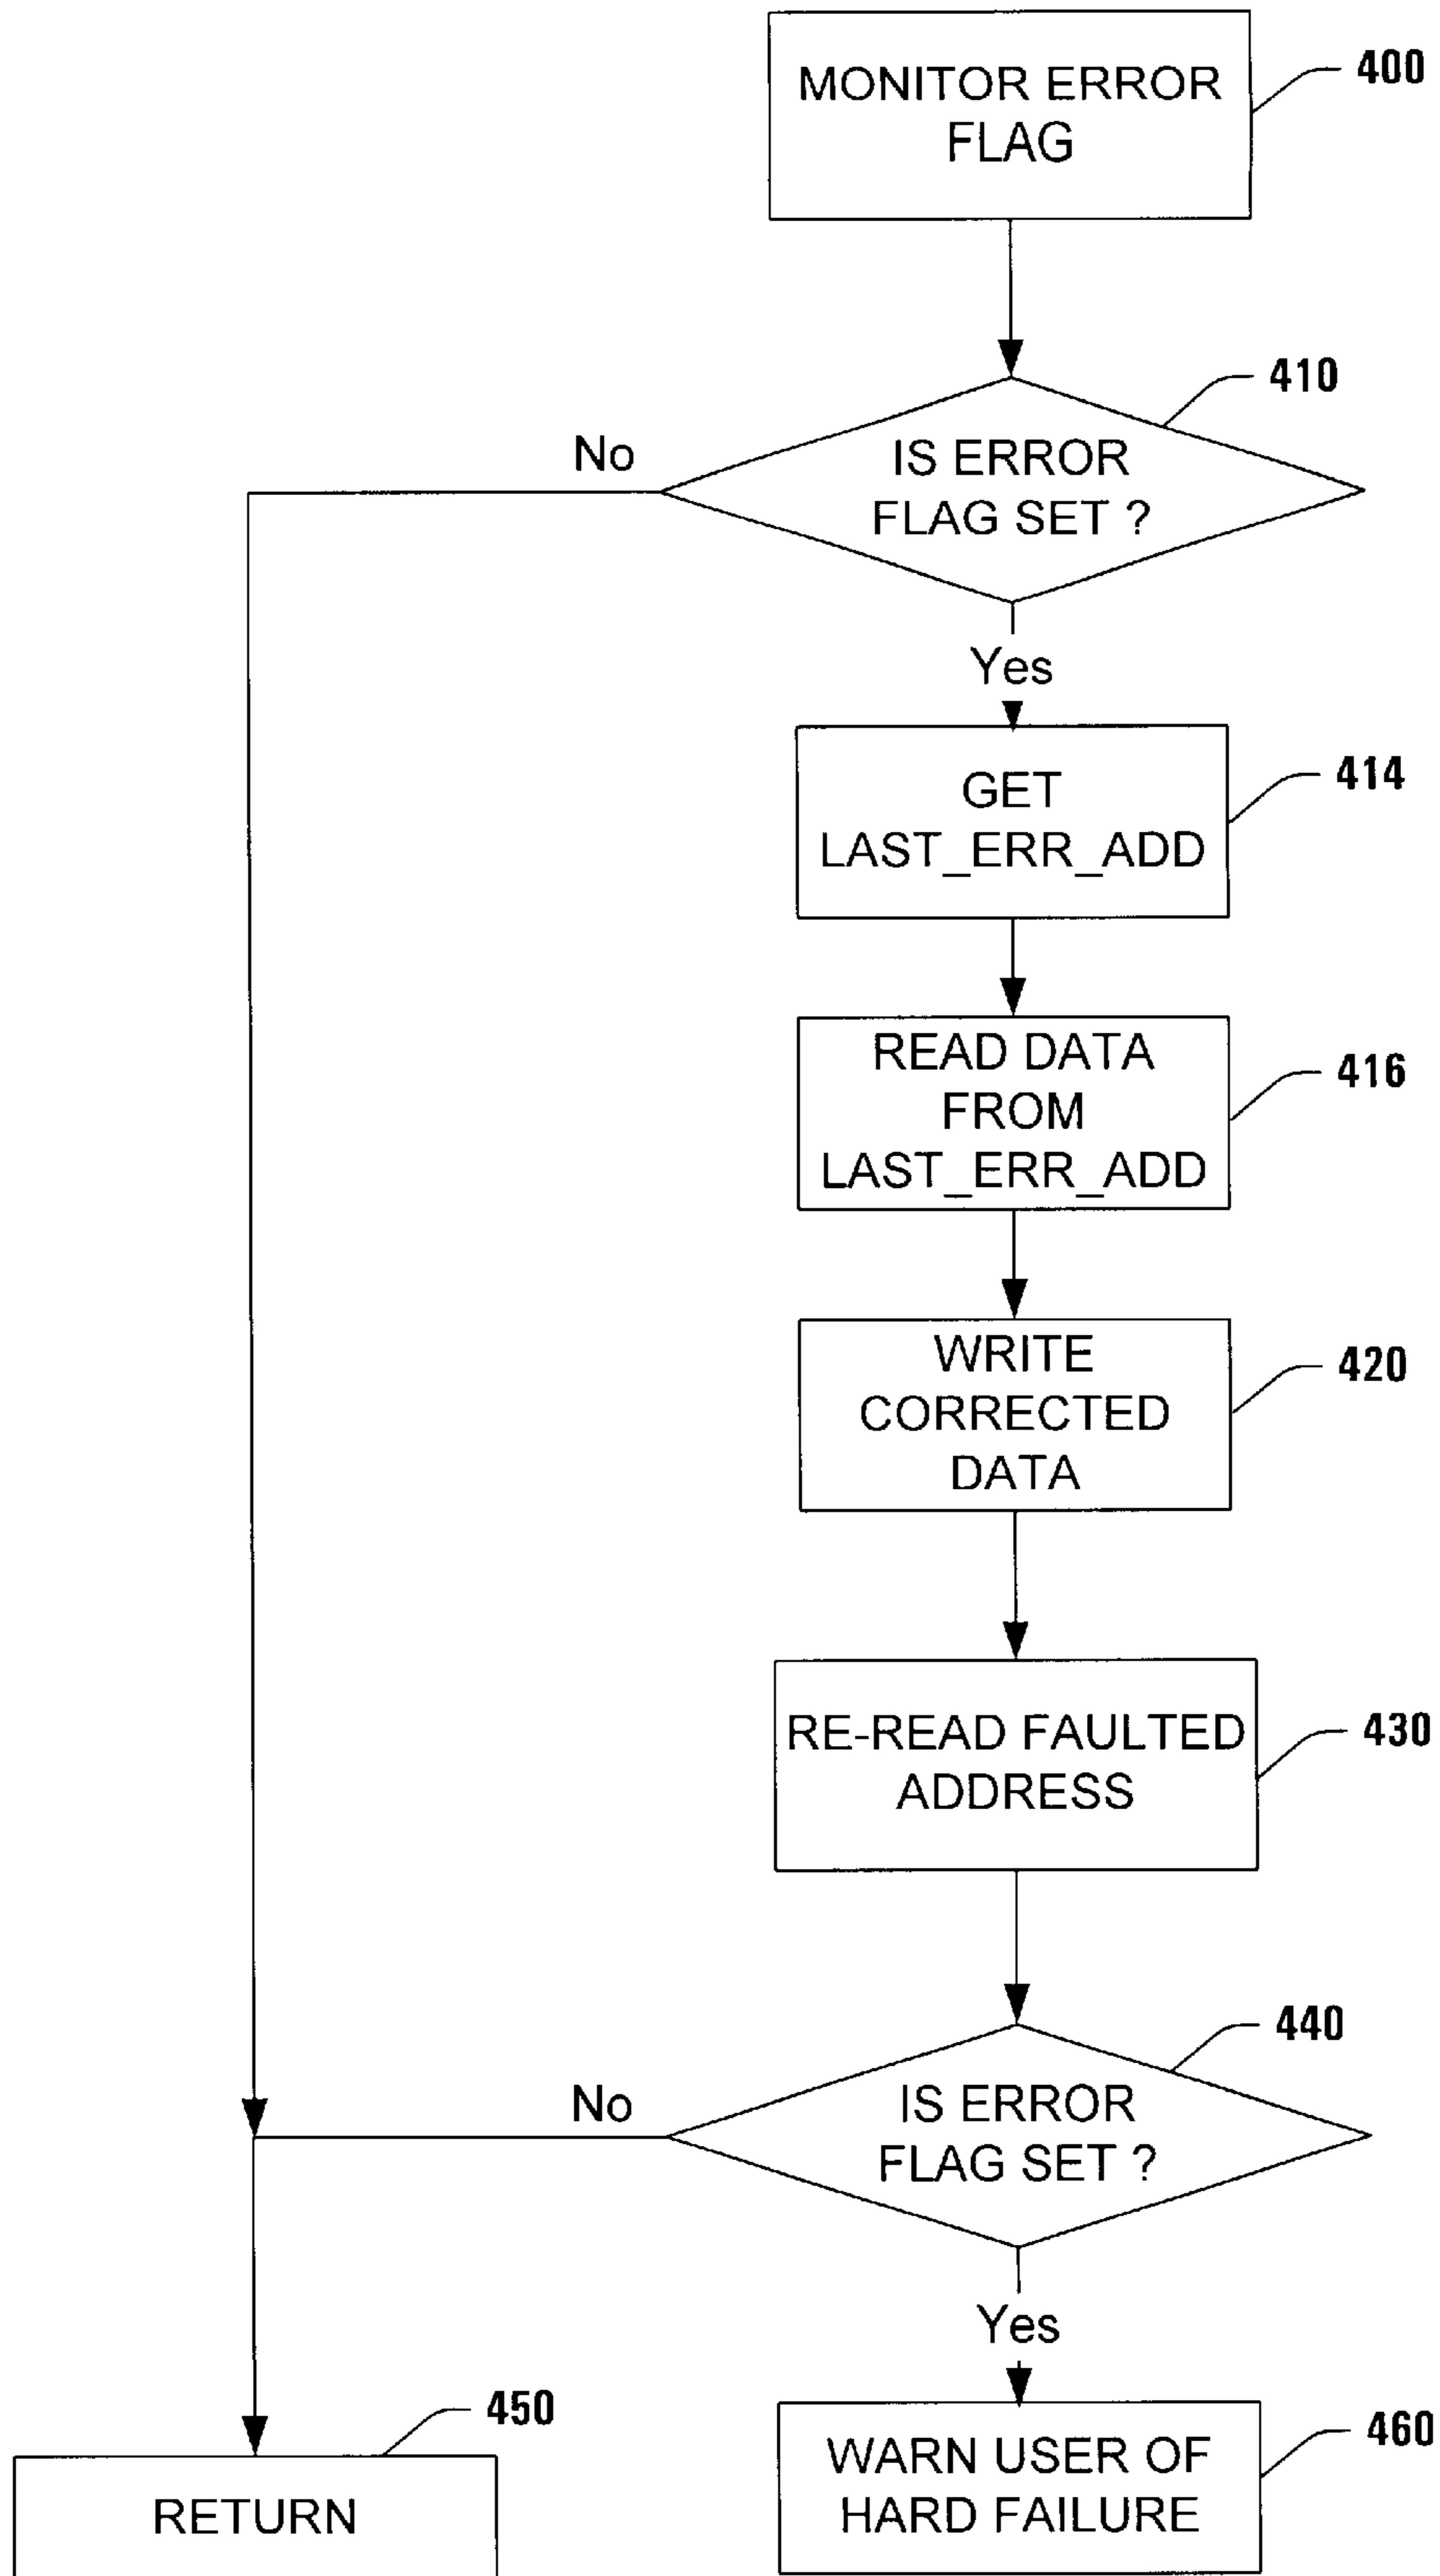 MONITOR ERROR
FLAG
400
410
No
IS ERROR
FLAG SET ?
Yes
GET
LAST_ERR_ADD
414
READ DATA
FROM
LAST_ERR_ADD
416
WRITE
CORRECTED
DATA
420
RE-READ FAULTED
ADDRESS
430
440
No
IS ERROR
FLAG SET ?
Yes
450
RETURN
WARN USER OF
HARD FAILURE
460